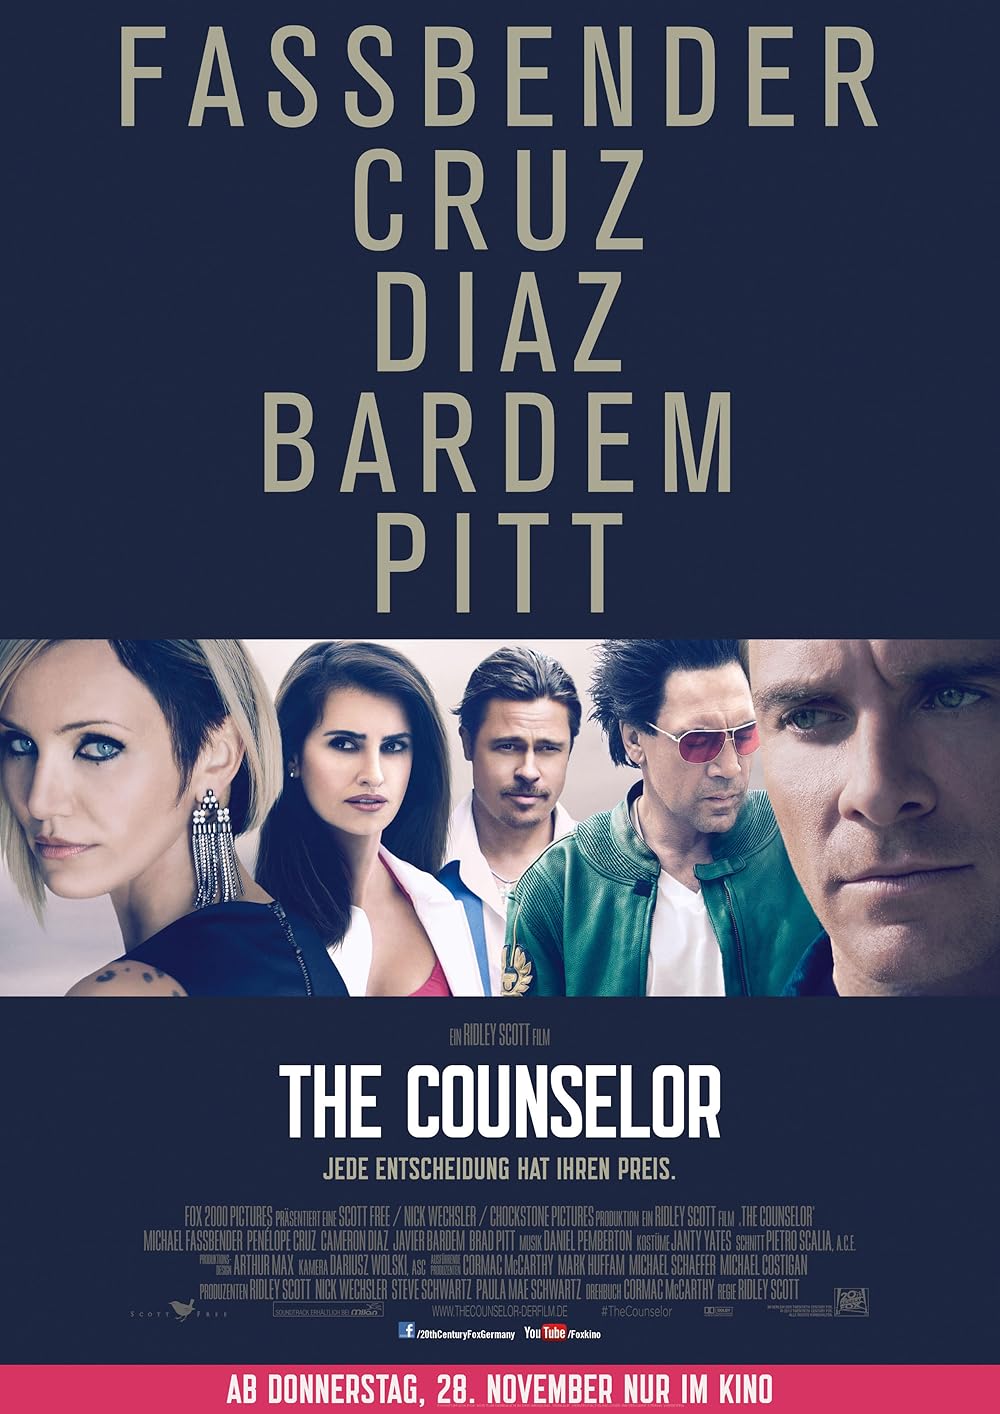 FASSBENDER
CRUZ
DIAZ
BARDEM
PITT
EIN RIDLEY SCOTT FILM
THE COUNSELOR
JEDE ENTSCHEIDUNG HAT IHREN PREIS.
FOX 2000 PICTURES PRÄSENTIERT EINE SCOTT FREE / NICK WECHSLER / CHOCKSTONE PICTURES PRODUKTION EIN RIDLEY SCOTT FILM „THE COUNSELOR“
MICHAEL FASSBENDER PENÉLOPE CRUZ CAMERON DIAZ JAVIER BARDEM BRAD PITT MUSIK DANIEL PEMBERTON KOSTÜME JANTY YATES SCHNITT PIETRO SCALIA, A.C.E.
PRODUKTIONS-DESIGN ARTHUR MAX KAMERA DARIUSZ WOLSKI, ASC AUSFÜHRENDE PRODUZENTEN CORMAC McCARTHY MARK HUFFAM MICHAEL SCHAEFER MICHAEL COSTIGAN
PRODUZENTEN RIDLEY SCOTT NICK WECHSLER STEVE SCHWARTZ PAULA MAE SCHWARTZ DREHBUCH CORMAC McCARTHY REGIE RIDLEY SCOTT
SCOTT FREE SOUNDTRACK ERHÄLTLICH BEI milan WWW.THECOUNSELOR-DERFILM.DE #TheCounselor DOLBY
/20thCenturyFoxGermany YouTube /Foxkino
AB DONNERSTAG, 28. NOVEMBER NUR IM KINO